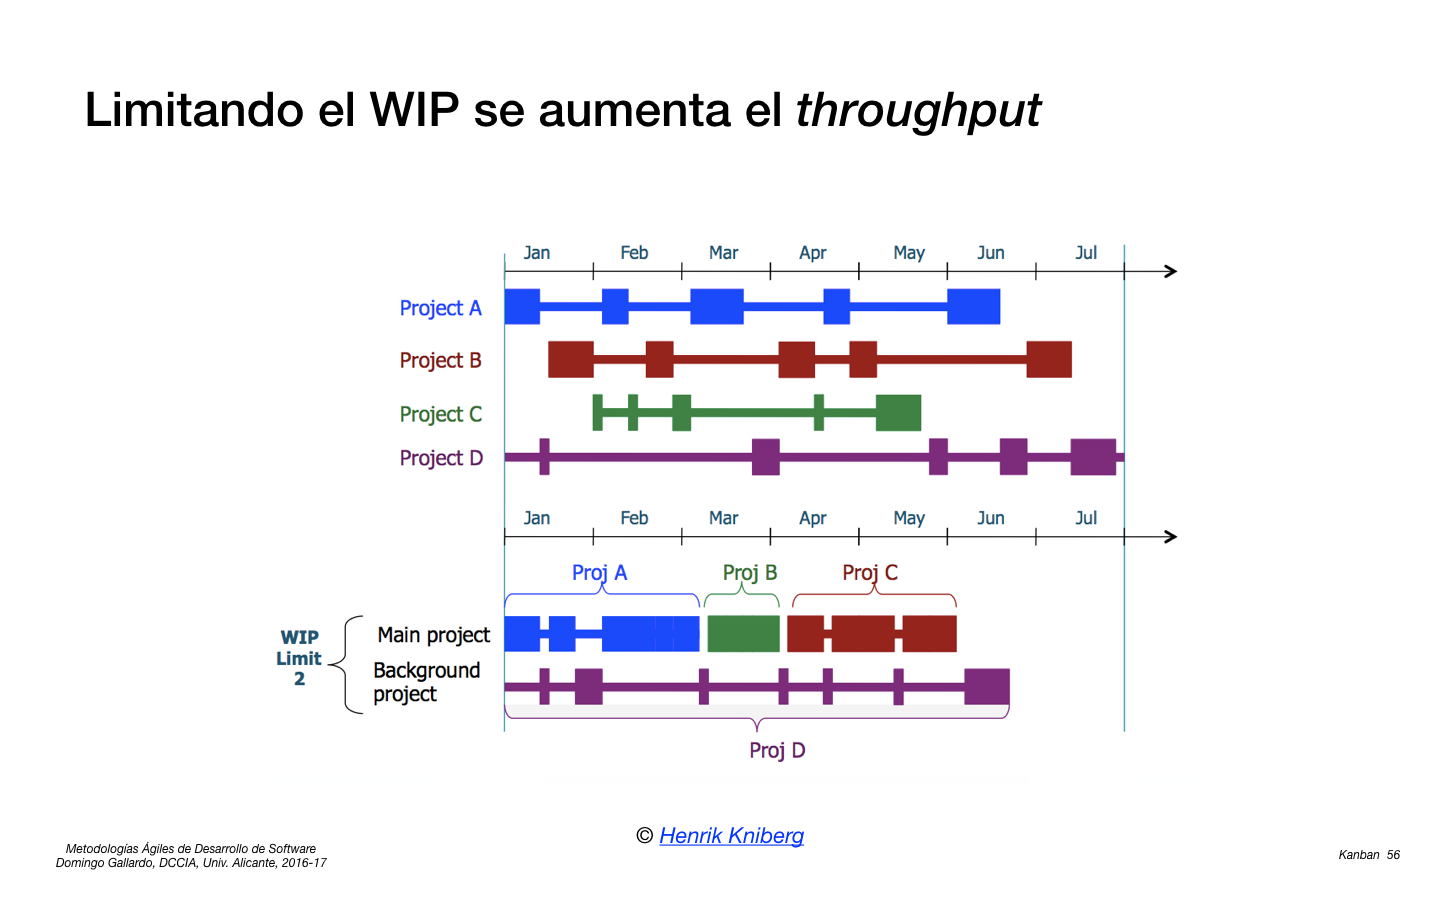 Limitando el WIP se aumenta el throughput
Jan Feb Mar Apr May Jun Jul
Project A
Project B
Project C
Project D
Jan Feb Mar Apr May Jun Jul
Proj A Proj B Proj C
WIP
Limit
2
Main project
Background
project
Proj D
© Henrik Kniberg
Metodologías Ágiles de Desarrollo de Software
Domingo Gallardo, DCCIA, Univ. Alicante, 2016-17
Kanban 56